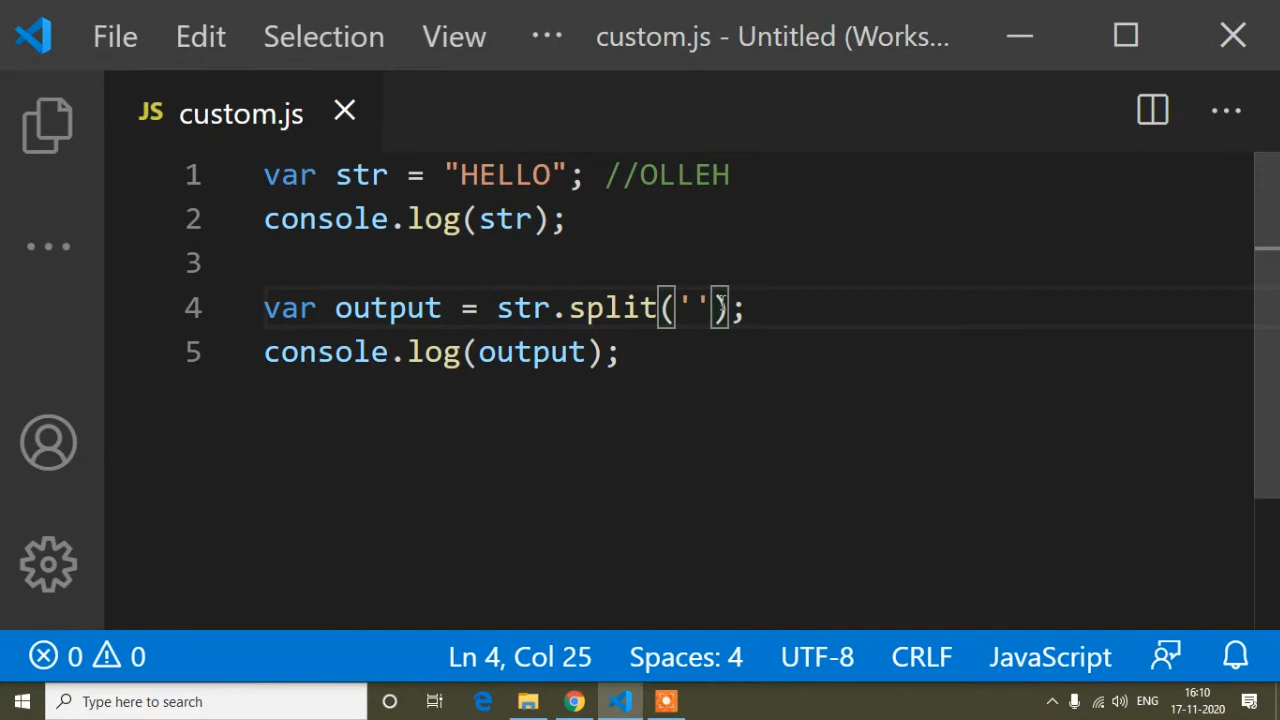 File Edit Selection View ··· custom.js - Untitled (Works...
JS custom.js
1 var str = "HELLO"; //OLLEH
2 console.log(str);
3
4 var output = str.split('');
5 console.log(output);
0 0 Ln 4, Col 25 Spaces: 4 UTF-8 CRLF JavaScript
Type here to search ENG 16:10
17-11-2020